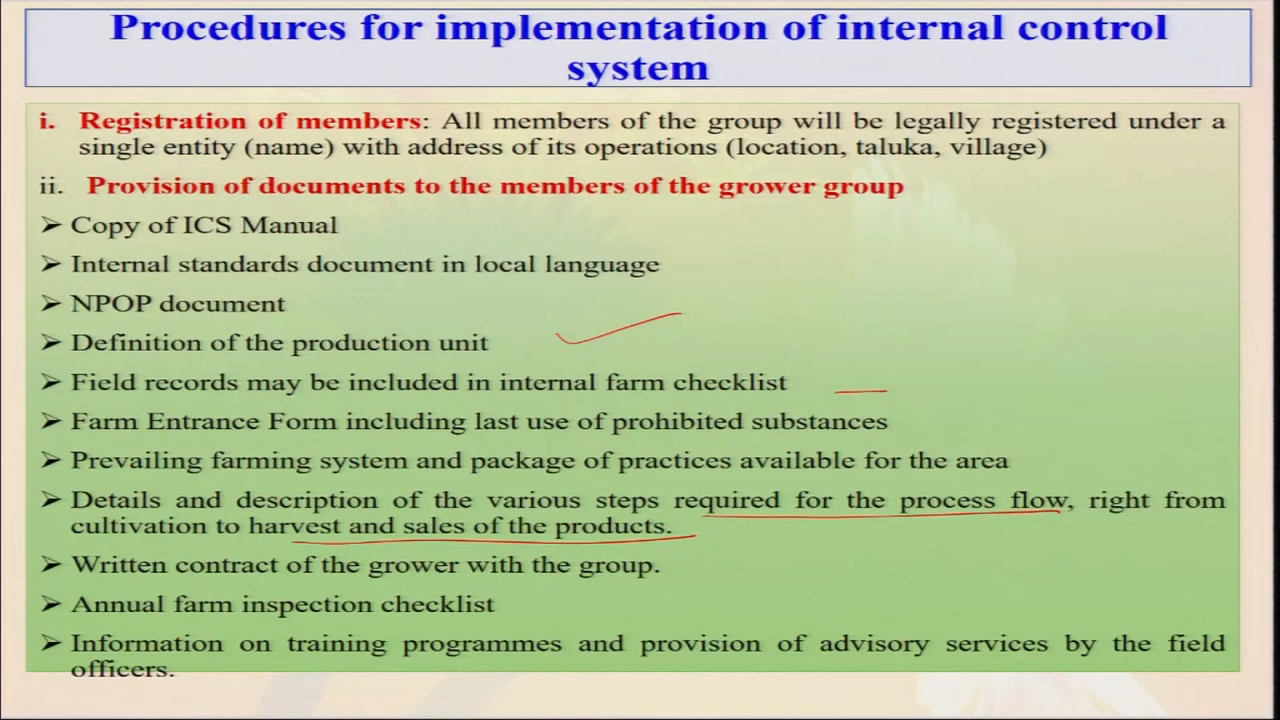 Procedures for implementation of internal control
system
i. Registration of members: All members of the group will be legally registered under a
single entity (name) with address of its operations (location, taluka, village)
ii. Provision of documents to the members of the grower group
➢ Copy of ICS Manual
➢ Internal standards document in local language
➢ NPOP document
➢ Definition of the production unit
➢ Field records may be included in internal farm checklist
➢ Farm Entrance Form including last use of prohibited substances
➢ Prevailing farming system and package of practices available for the area
➢ Details and description of the various steps required for the process flow, right from
cultivation to harvest and sales of the products.
➢ Written contract of the grower with the group.
➢ Annual farm inspection checklist
➢ Information on training programmes and provision of advisory services by the field
officers.